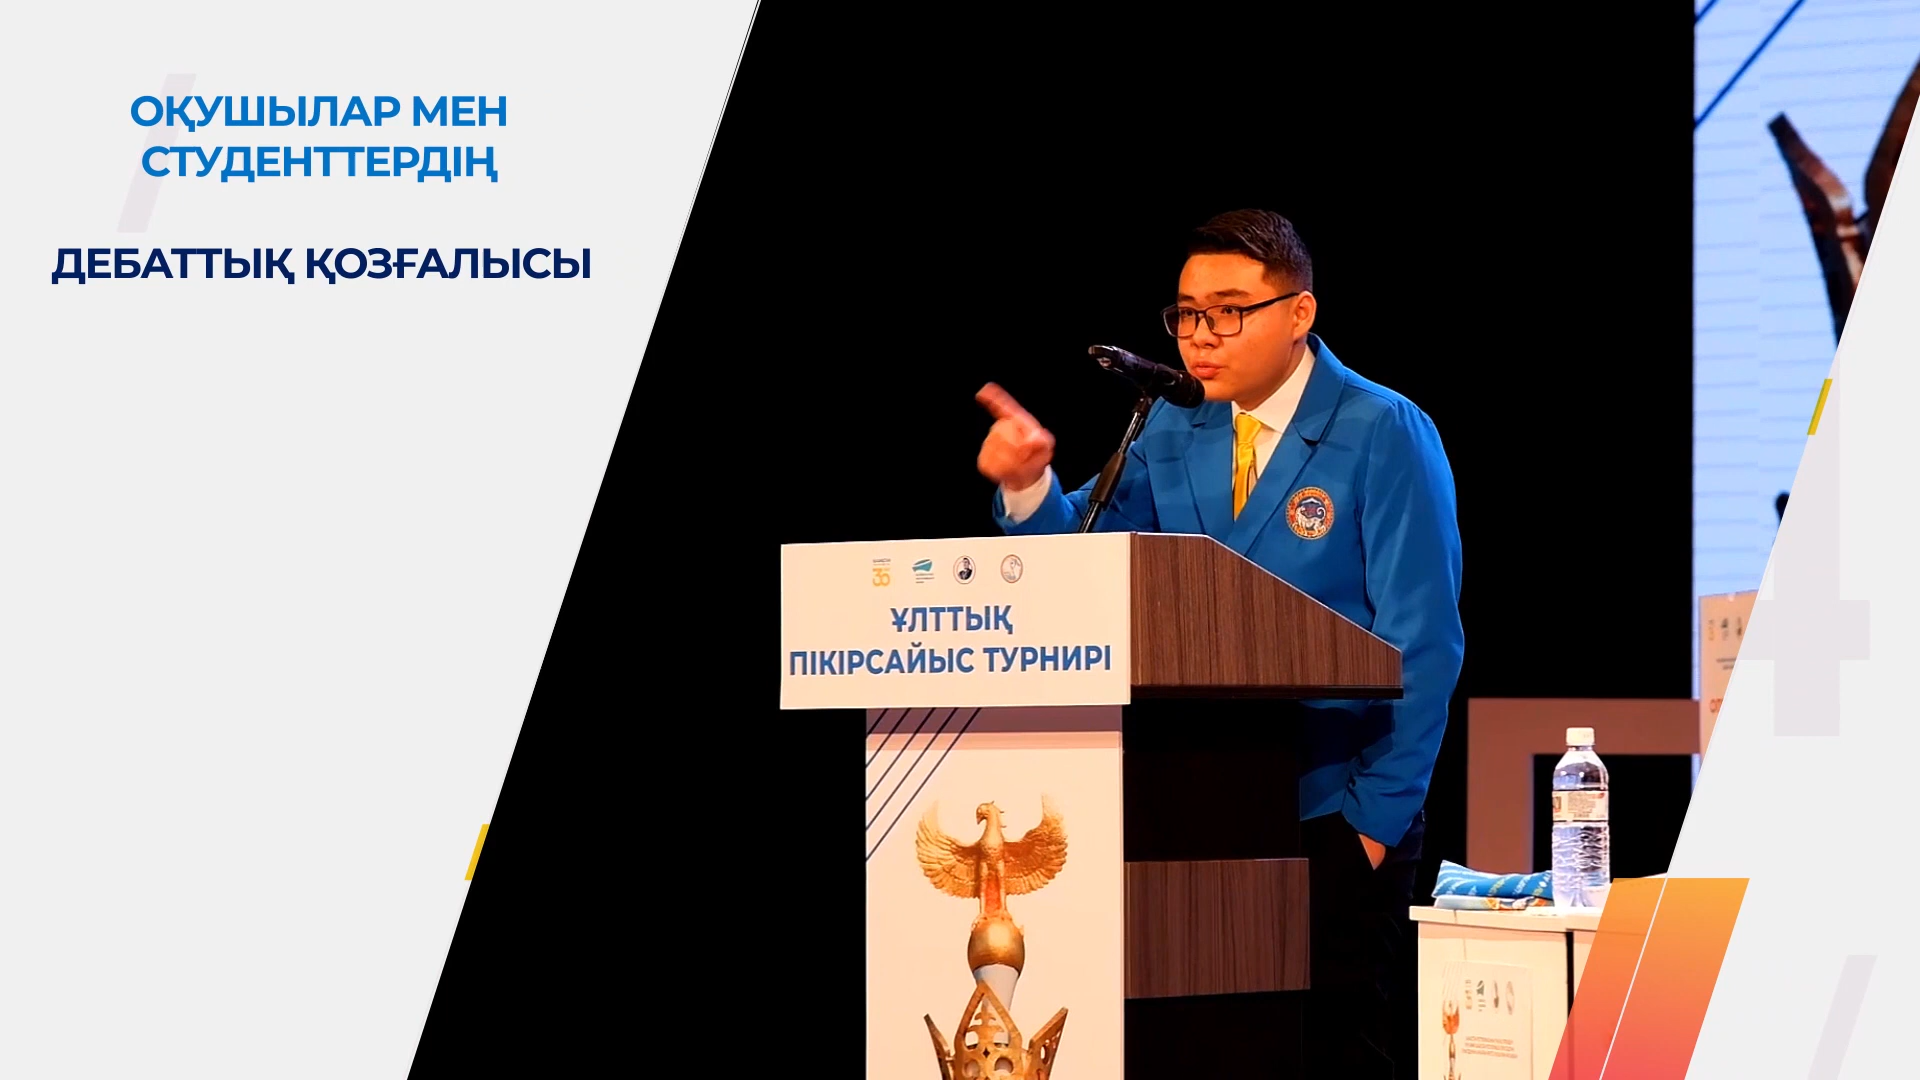 ОҚУШЫЛАР МЕН
СТУДЕНТТЕРДІҢ
ДЕБАТТЫҚ ҚОЗҒАЛЫСЫ
ҰЛТТЫҚ
ПІКІРСАЙЫС ТУРНИРІ